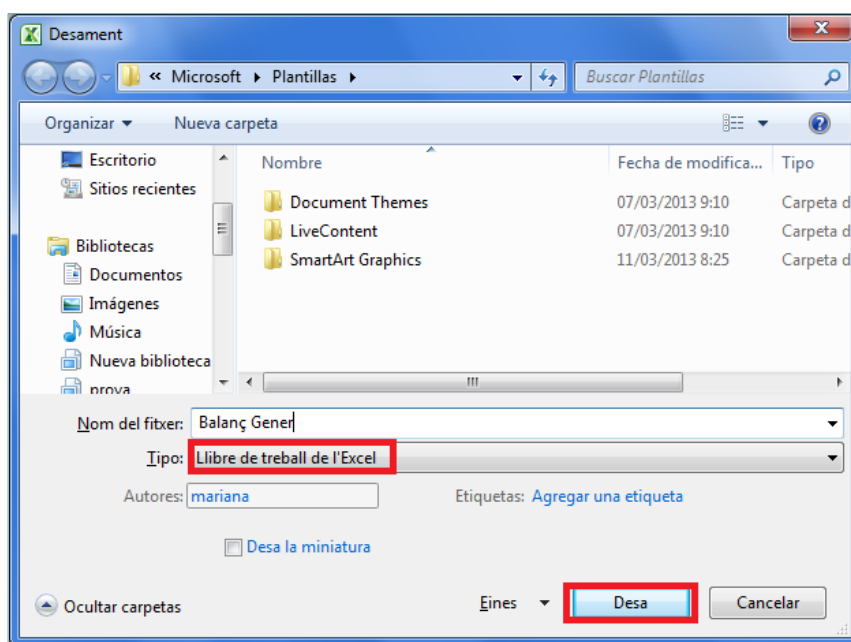 Desament
« Microsoft Plantillas Buscar Plantillas
Organizar Nueva carpeta
Escritorio
Sitios recientes
Bibliotecas
Documentos
Imágenes
Música
Nueva biblioteca
prova
Nombre Fecha de modifica... Tipo
Document Themes 07/03/2013 9:10 Carpeta d
LiveContent 07/03/2013 9:10 Carpeta d
SmartArt Graphics 11/03/2013 8:25 Carpeta d
Nom del fitxer: Balanç Gener
Tipo: Llibre de treball de l'Excel
Autores: mariana Etiquetas: Agregar una etiqueta
Desa la miniatura
Ocultar carpetas Eines Desa Cancelar